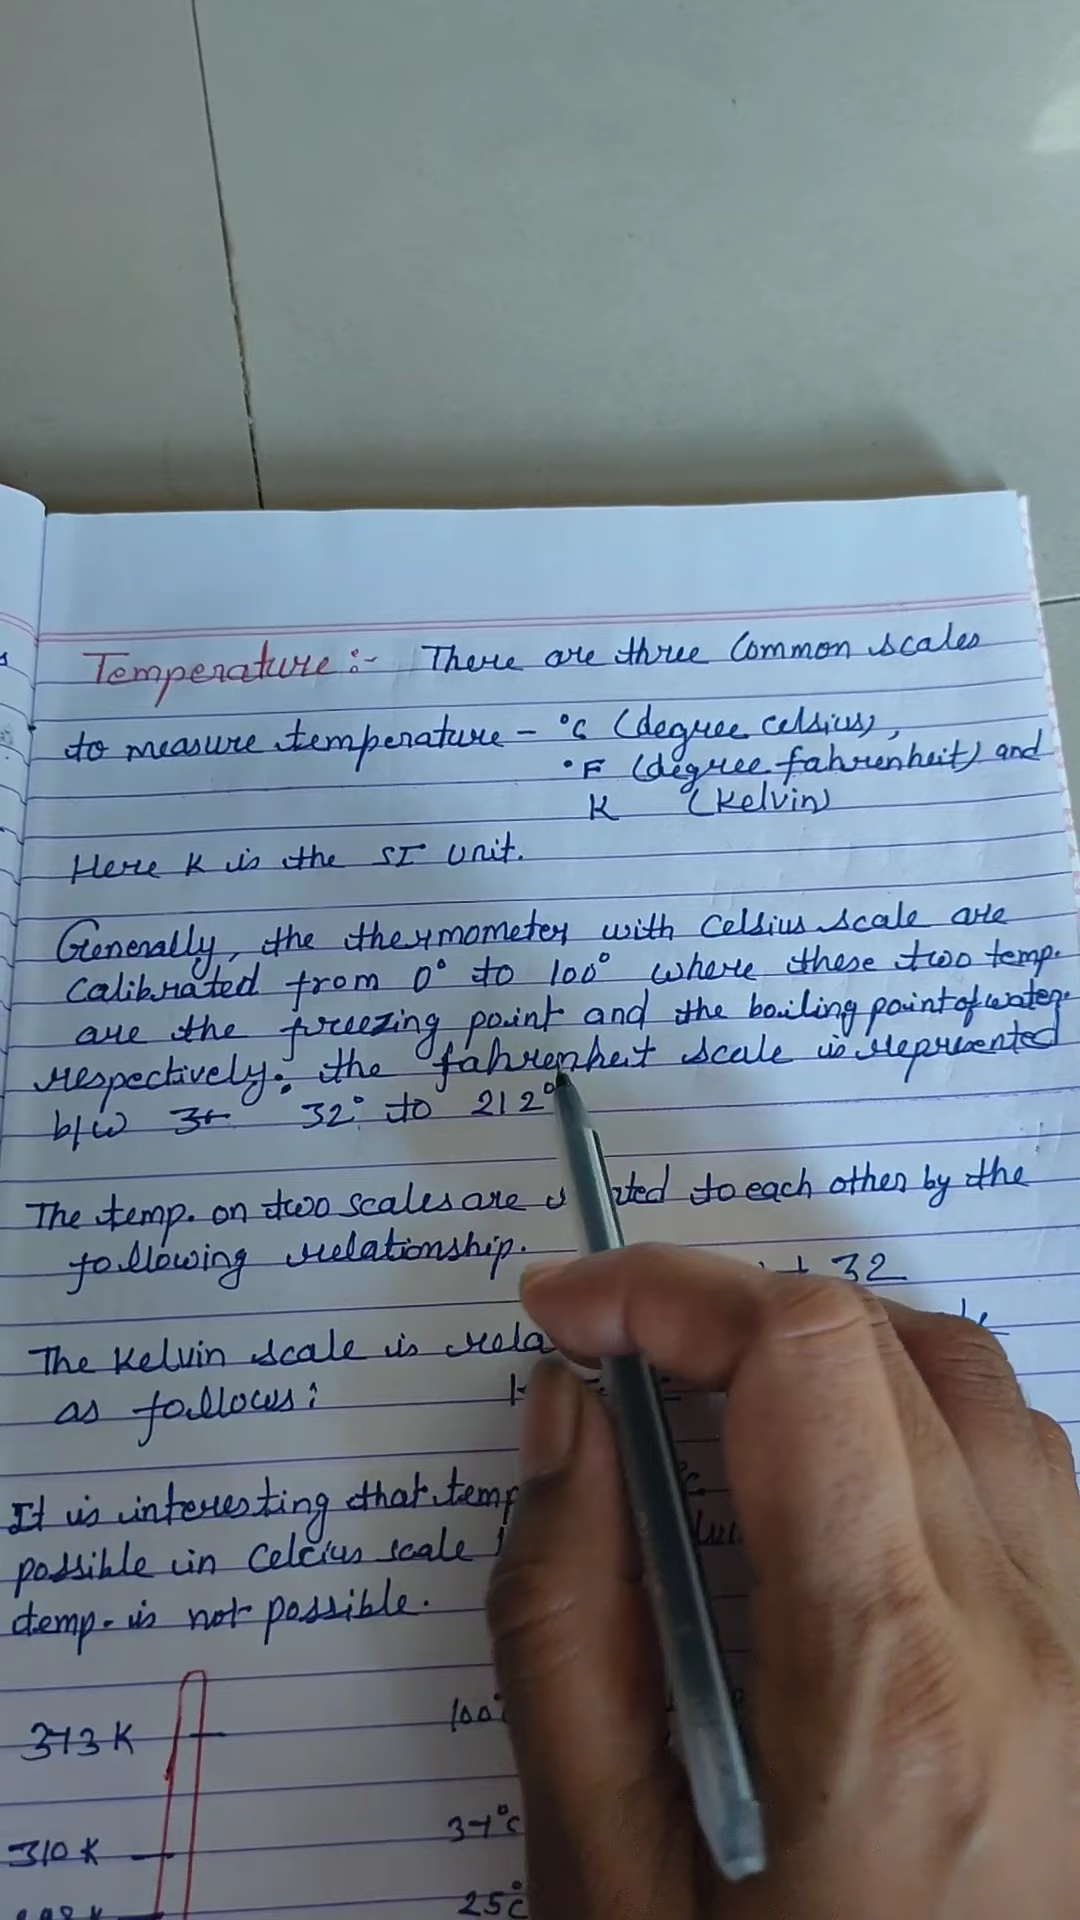 Temperature :- There are three Common scales
to measure temperature - °C (degree celsius),
°F (degree fahrenheit) and
K (Kelvin)
Here K is the SI Unit.
Generally, the thermometer with Celsius scale are
Calibrated from 0° to 100° where these two temp.
are the freezing point and the boiling point of water
respectively. the fahrenheit scale is represented
b/w 32° to 212°
The temp. on two scales are to each other by the
following relationship. + 32
The Kelvin scale is
as follows:
It is interesting that temp
possible in Celcius scale
temp. is not possible.
373 K 100°
310 K 37°C
25°C